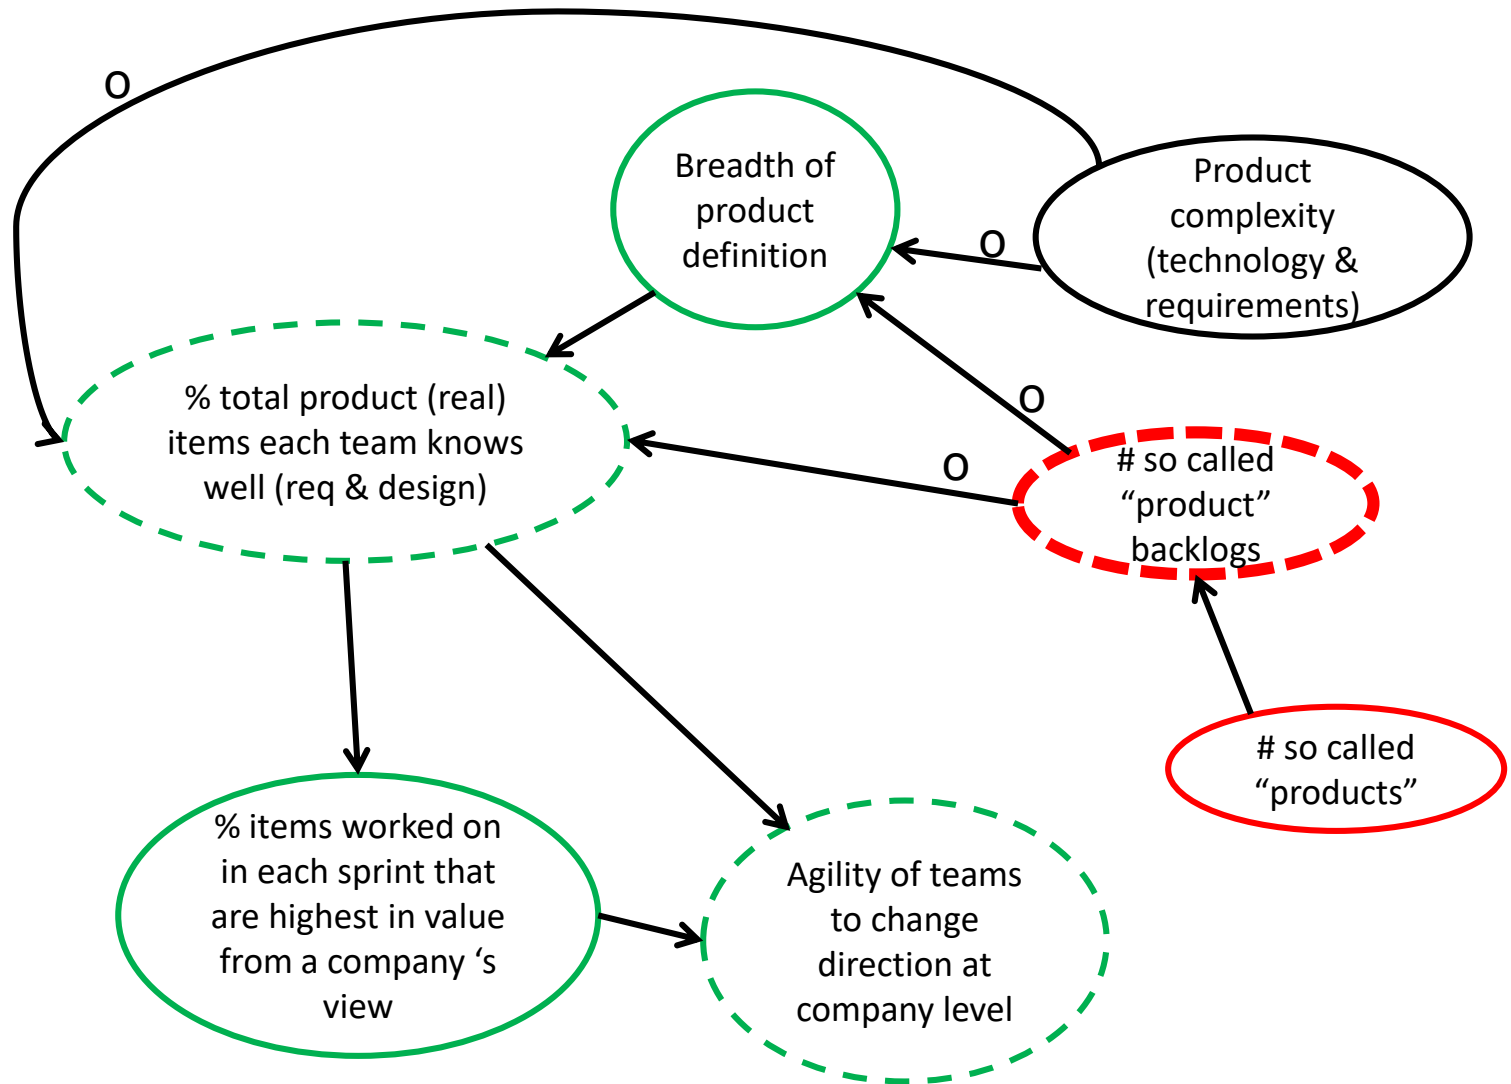 O
Breadth of
product
definition
O
Product
complexity
(technology &
requirements)
% total product (real)
items each team knows
well (req & design)
O
O
# so called
“product”
backlogs
# so called
“products”
% items worked on
in each sprint that
are highest in value
from a company ‘s
view
Agility of teams
to change
direction at
company level